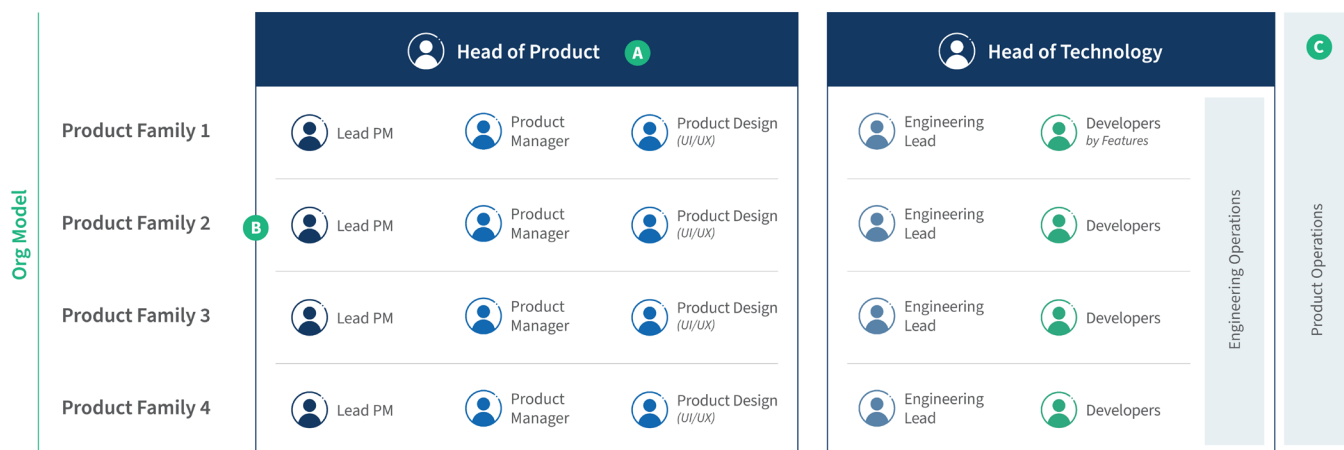 Org Model
Head of Product
A
Head of Technology
C
Product Family 1
Lead PM
Product
Manager
Product Design
(UI/UX)
Engineering
Lead
Developers
by Features
Product Family 2
B
Lead PM
Product
Manager
Product Design
(UI/UX)
Engineering
Lead
Developers
Product Family 3
Lead PM
Product
Manager
Product Design
(UI/UX)
Engineering
Lead
Developers
Product Family 4
Lead PM
Product
Manager
Product Design
(UI/UX)
Engineering
Lead
Developers
Engineering Operations
Product Operations